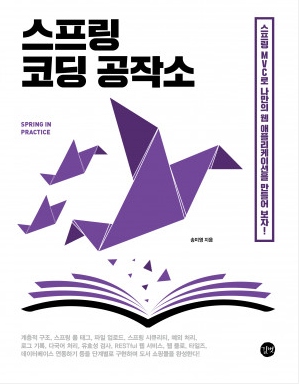 스프링
코딩 공작소
스프링 MVC로 나만의 웹 애플리케이션을 만들어 보자!
SPRING IN
PRACTICE
송미영 지음
개층적 구조, 스프링 폼 태그, 파일 업로드, 스프링 시큐리티, 예외 처리,
로그 기록, 다국어 처리, 유효성 검사, RESTful 웹 서비스, 웹 플로, 타일즈,
데이터베이스 연동하기 등을 단계별로 구현하며 도서 쇼핑몰을 완성한다!
길벗